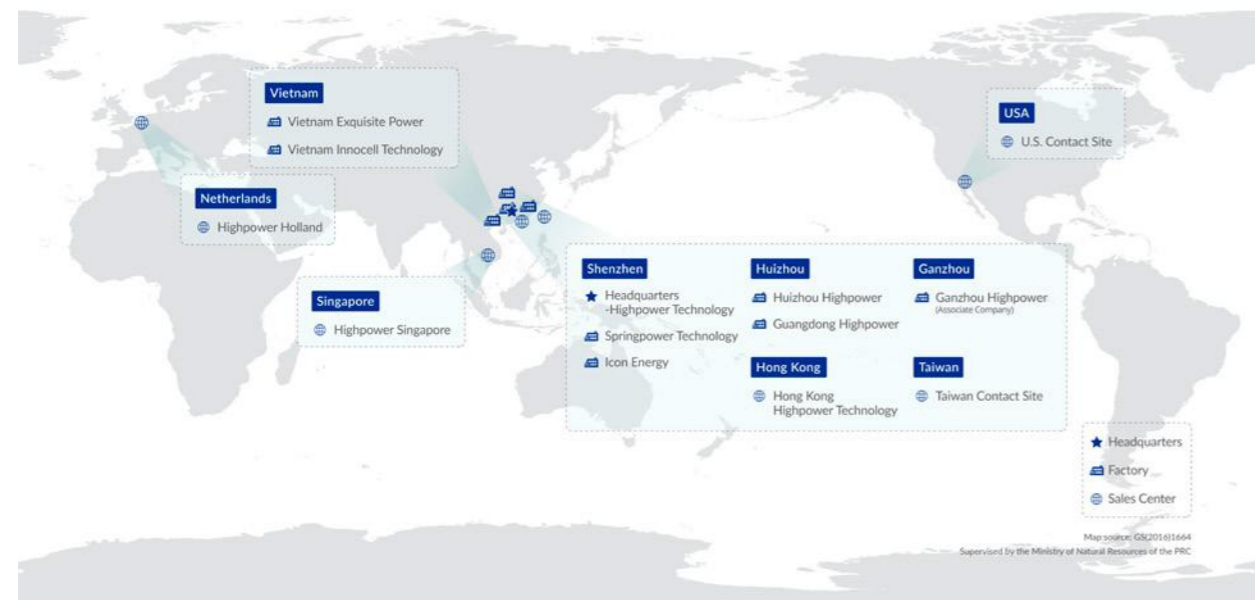 Vietnam
Vietnam Exquisite Power
Vietnam Innocell Technology
Netherlands
Highpower Holland
Singapore
Highpower Singapore
USA
U.S. Contact Site
Shenzhen
Headquarters
-Highpower Technology
Springpower Technology
Icon Energy
Huizhou
Huizhou Highpower
Guangdong Highpower
Ganzhou
Ganzhou Highpower
(Associate Company)
Hong Kong
Hong Kong
Highpower Technology
Taiwan
Taiwan Contact Site
Headquarters
Factory
Sales Center
Map source: GS(2016)1664
Supervised by the Ministry of Natural Resources of the PRC